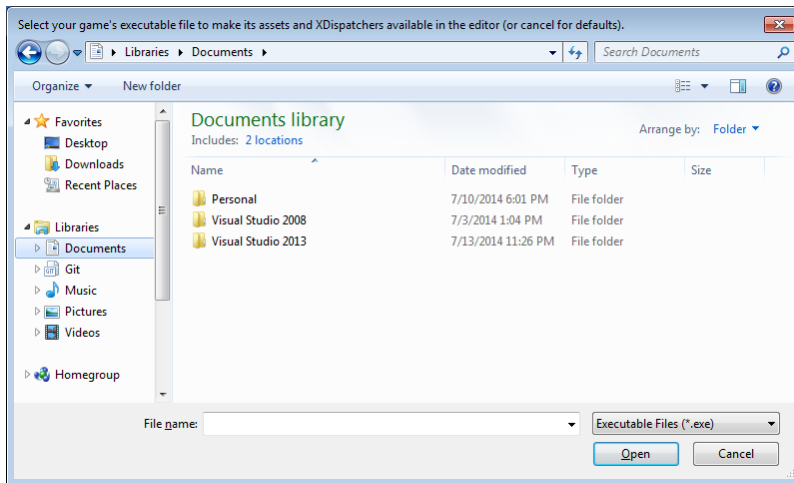 Select your game's executable file to make its assets and XDispatchers available in the editor (or cancel for defaults).
Libraries Documents
Search Documents
Organize New folder
Favorites
Desktop
Downloads
Recent Places
Libraries
Documents
Git
Music
Pictures
Videos
Homegroup
Documents library
Includes: 2 locations
Arrange by: Folder
Name Date modified Type Size
Personal 7/10/2014 6:01 PM File folder
Visual Studio 2008 7/3/2014 1:04 PM File folder
Visual Studio 2013 7/13/2014 11:26 PM File folder
File name: Executable Files (*.exe)
Open Cancel